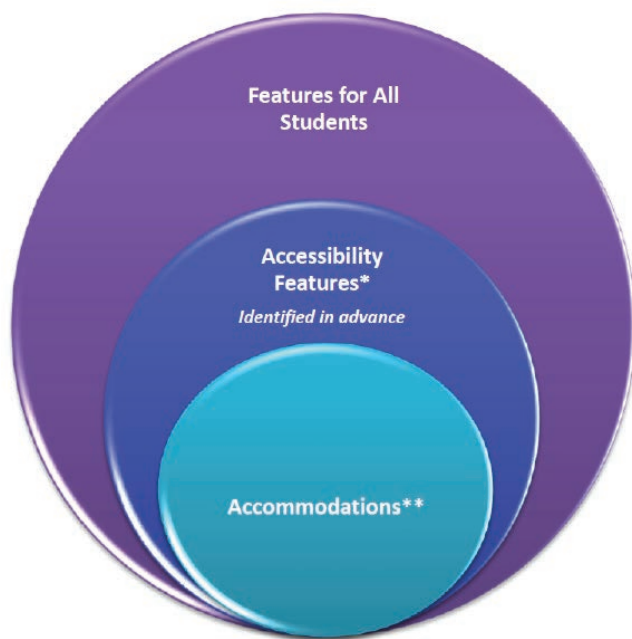 Features for All
Students
Accessibility
Features*
Identified in advance
Accommodations**